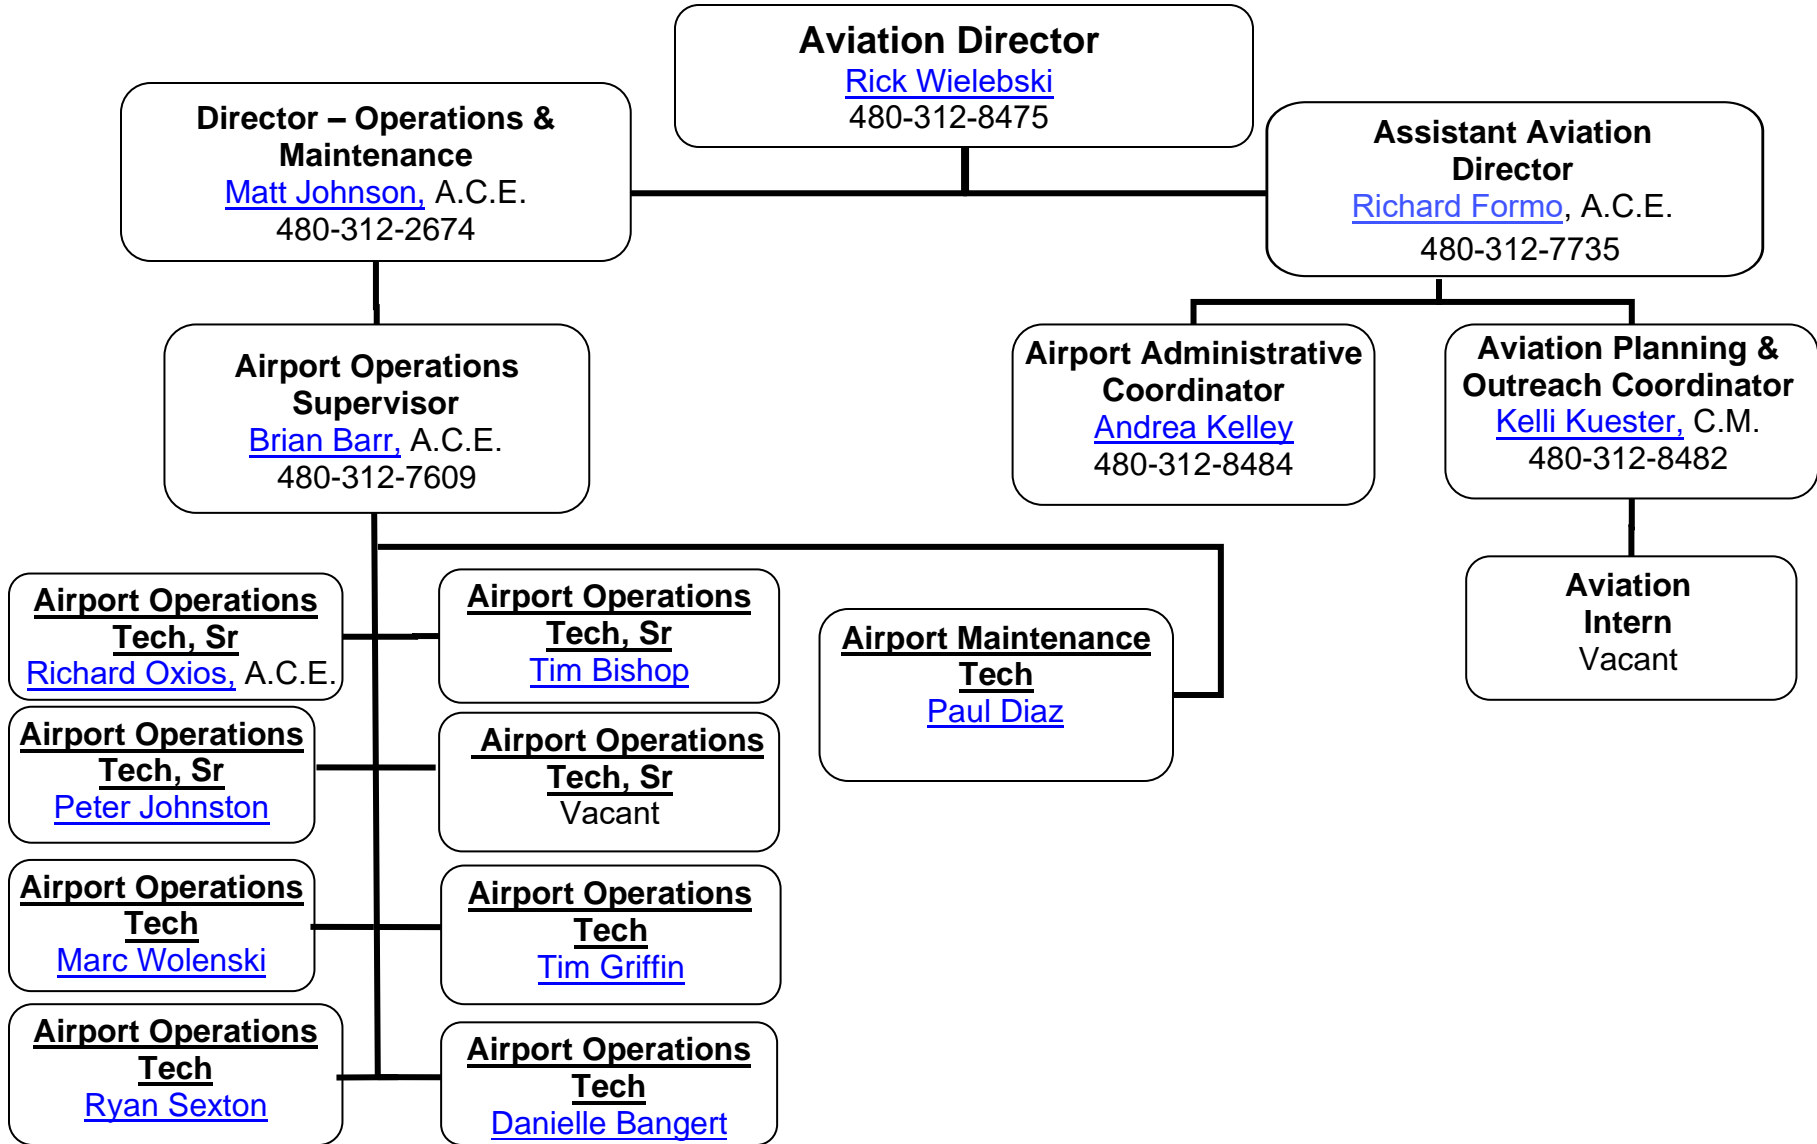 Aviation Director
Rick Wielebski
480-312-8475
Director – Operations &
Maintenance
Matt Johnson, A.C.E.
480-312-2674
Assistant Aviation
Director
Richard Formo, A.C.E.
480-312-7735
Airport Operations
Supervisor
Brian Barr, A.C.E.
480-312-7609
Airport Administrative
Coordinator
Andrea Kelley
480-312-8484
Aviation Planning &
Outreach Coordinator
Kelli Kuester, C.M.
480-312-8482
Airport Operations
Tech, Sr
Richard Oxios, A.C.E.
Airport Operations
Tech, Sr
Tim Bishop
Airport Maintenance
Tech
Paul Diaz
Aviation
Intern
Vacant
Airport Operations
Tech, Sr
Peter Johnston
Airport Operations
Tech, Sr
Vacant
Airport Operations
Tech
Marc Wolenski
Airport Operations
Tech
Tim Griffin
Airport Operations
Tech
Ryan Sexton
Airport Operations
Tech
Danielle Bangert